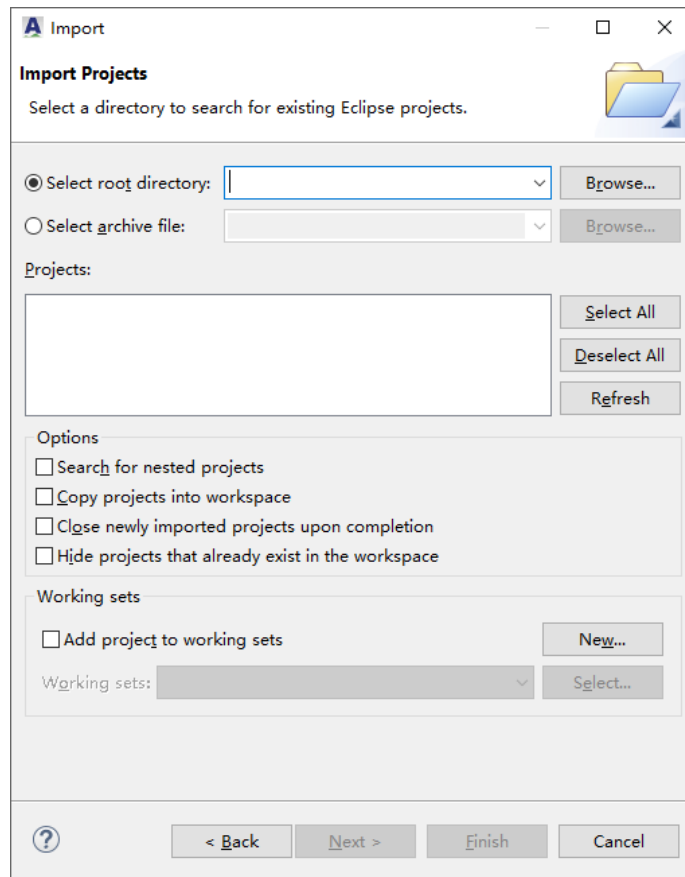 Import
Import Projects
Select a directory to search for existing Eclipse projects.
Select root directory:
Browse...
Select archive file:
Browse...
Projects:
Select All
Deselect All
Refresh
Options
Search for nested projects
Copy projects into workspace
Close newly imported projects upon completion
Hide projects that already exist in the workspace
Working sets
Add project to working sets
New...
Working sets:
Select...
?
< Back
Next >
Finish
Cancel